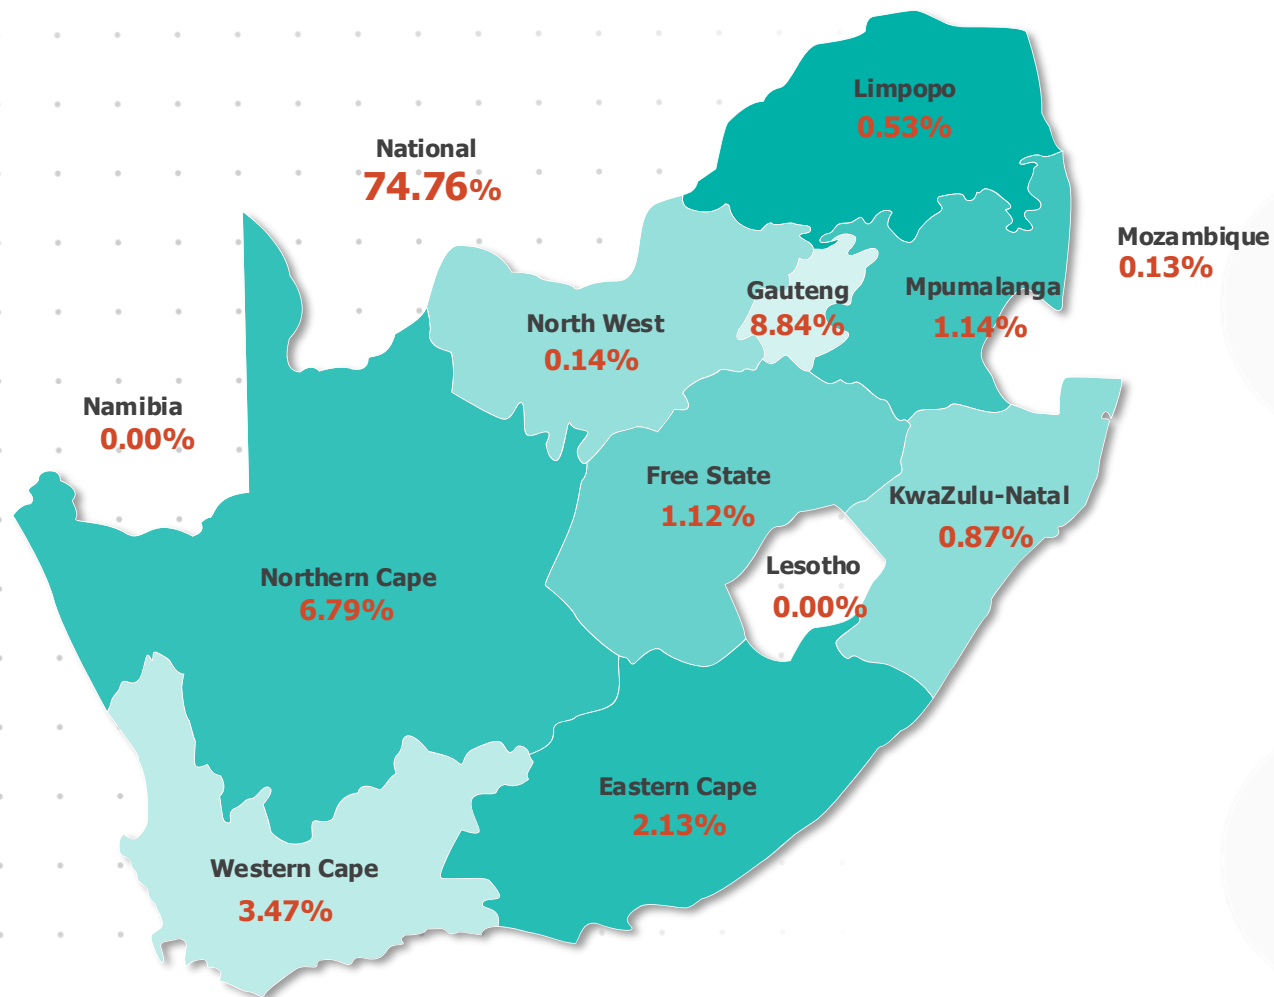 Limpopo
0.53%
National
74.76%
Mozambique
0.13%
Gauteng
8.84%
Mpumalanga
1.14%
North West
0.14%
Namibia
0.00%
Free State
1.12%
KwaZulu-Natal
0.87%
Lesotho
0.00%
Northern Cape
6.79%
Eastern Cape
2.13%
Western Cape
3.47%